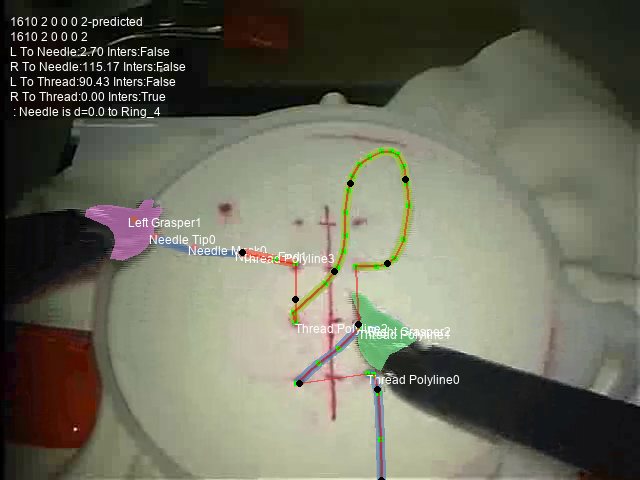 1610 2 0 0 0 2-predicted
1610 2 0 0 0 2
L To Needle:2.70 Inters:False
R To Needle:115.17 Inters:False
L To Thread:90.43 Inters:False
R To Thread:0.00 Inters:True
: Needle is d=0.0 to Ring_4
Left Grasper1
Needle Tip0
Needle
Thread Polyline3
Thread Polyline2
Grasper2
Thread Polyline0